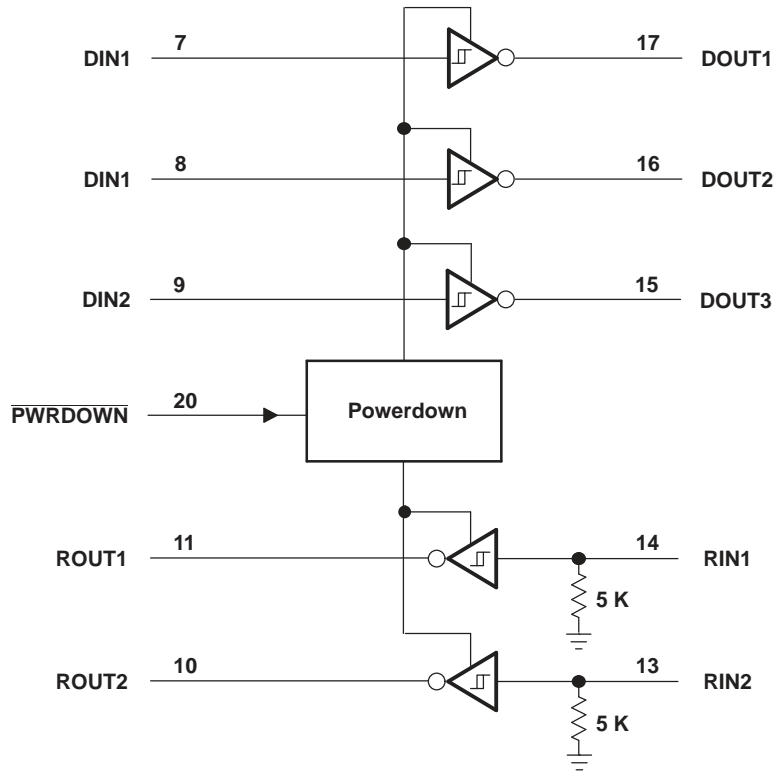 DIN1 7 17 DOUT1
DIN1 8 16 DOUT2
DIN2 9 15 DOUT3
PWRDOWN 20 Powerdown
ROUT1 11 14 RIN1
5 K
ROUT2 10 13 RIN2
5 K